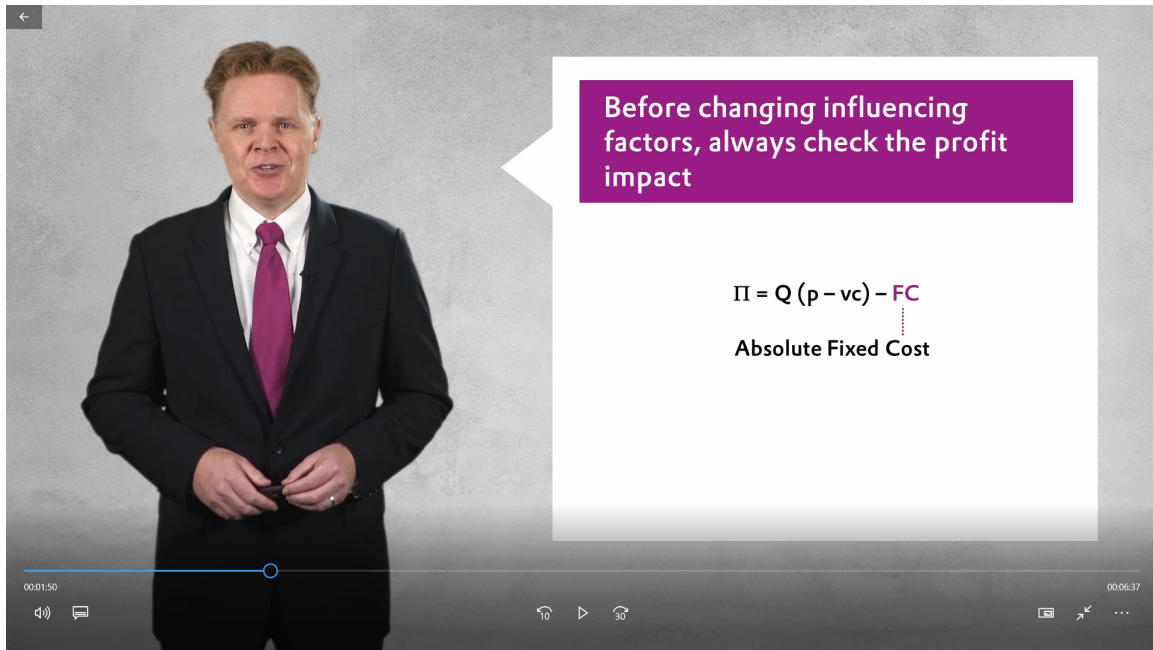 Before changing influencing
factors, always check the profit
impact
Π = Q (p – vc) – FC
Absolute Fixed Cost
00:01:50
00:06:37
10
30